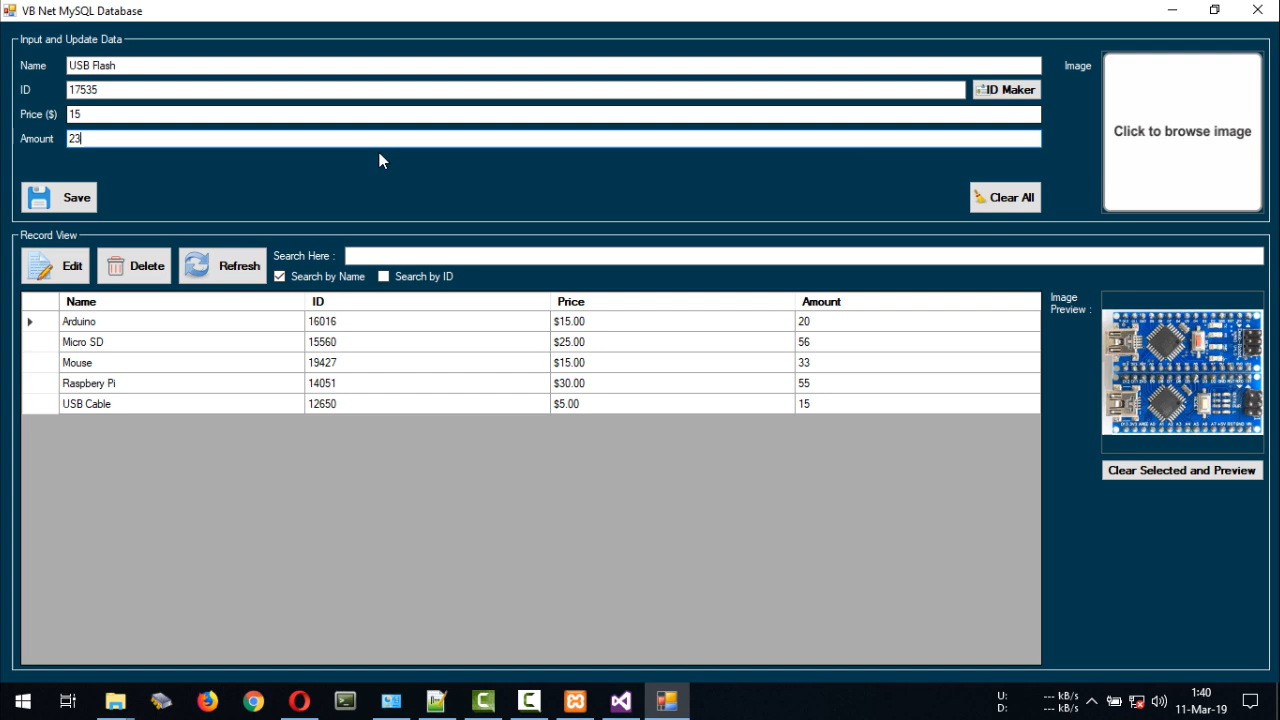 VB Net MySQL Database
Input and Update Data
Name USB Flash
Image
ID 17535 ID Maker
Price ($) 15
Click to browse image
Amount 23
Save
Clear All
Record View
Edit Delete Refresh
Search Here :
Search by Name Search by ID
Name ID Price Amount
Image
Preview :
Arduino 16016 $15.00 20
Micro SD 15560 $25.00 56
Mouse 19427 $15.00 33
Raspbery Pi 14051 $30.00 55
USB Cable 12650 $5.00 15
Clear Selected and Preview
U: --- kB/s
D: --- kB/s
1:40
11-Mar-19